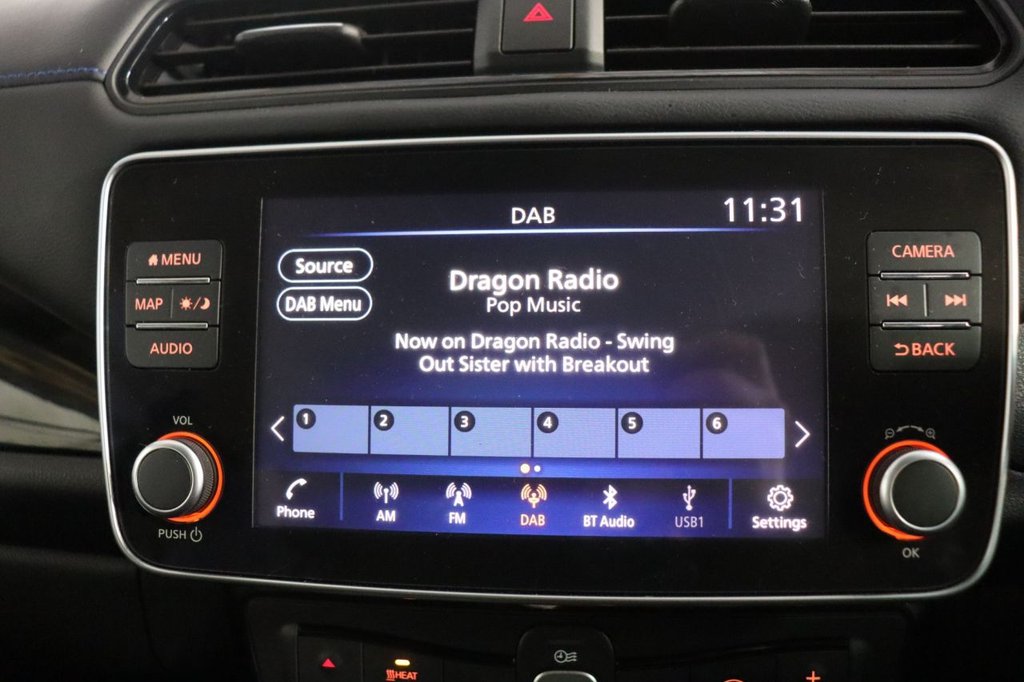 DAB
11:31
Source
DAB Menu
Dragon Radio
Pop Music
Now on Dragon Radio - Swing
Out Sister with Breakout
1 2 3 4 5 6
Phone
AM
FM
DAB
BT Audio
USB1
Settings
MENU
MAP
AUDIO
VOL
PUSH
CAMERA
BACK
OK
HEAT